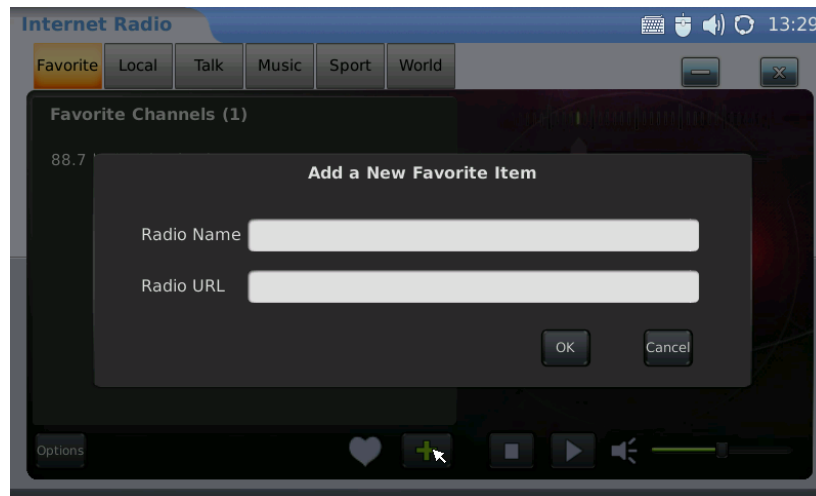 Internet Radio 13:29
Favorite Local Talk Music Sport World
Favorite Channels (1)
88.7
Add a New Favorite Item
Radio Name
Radio URL
OK Cancel
Options